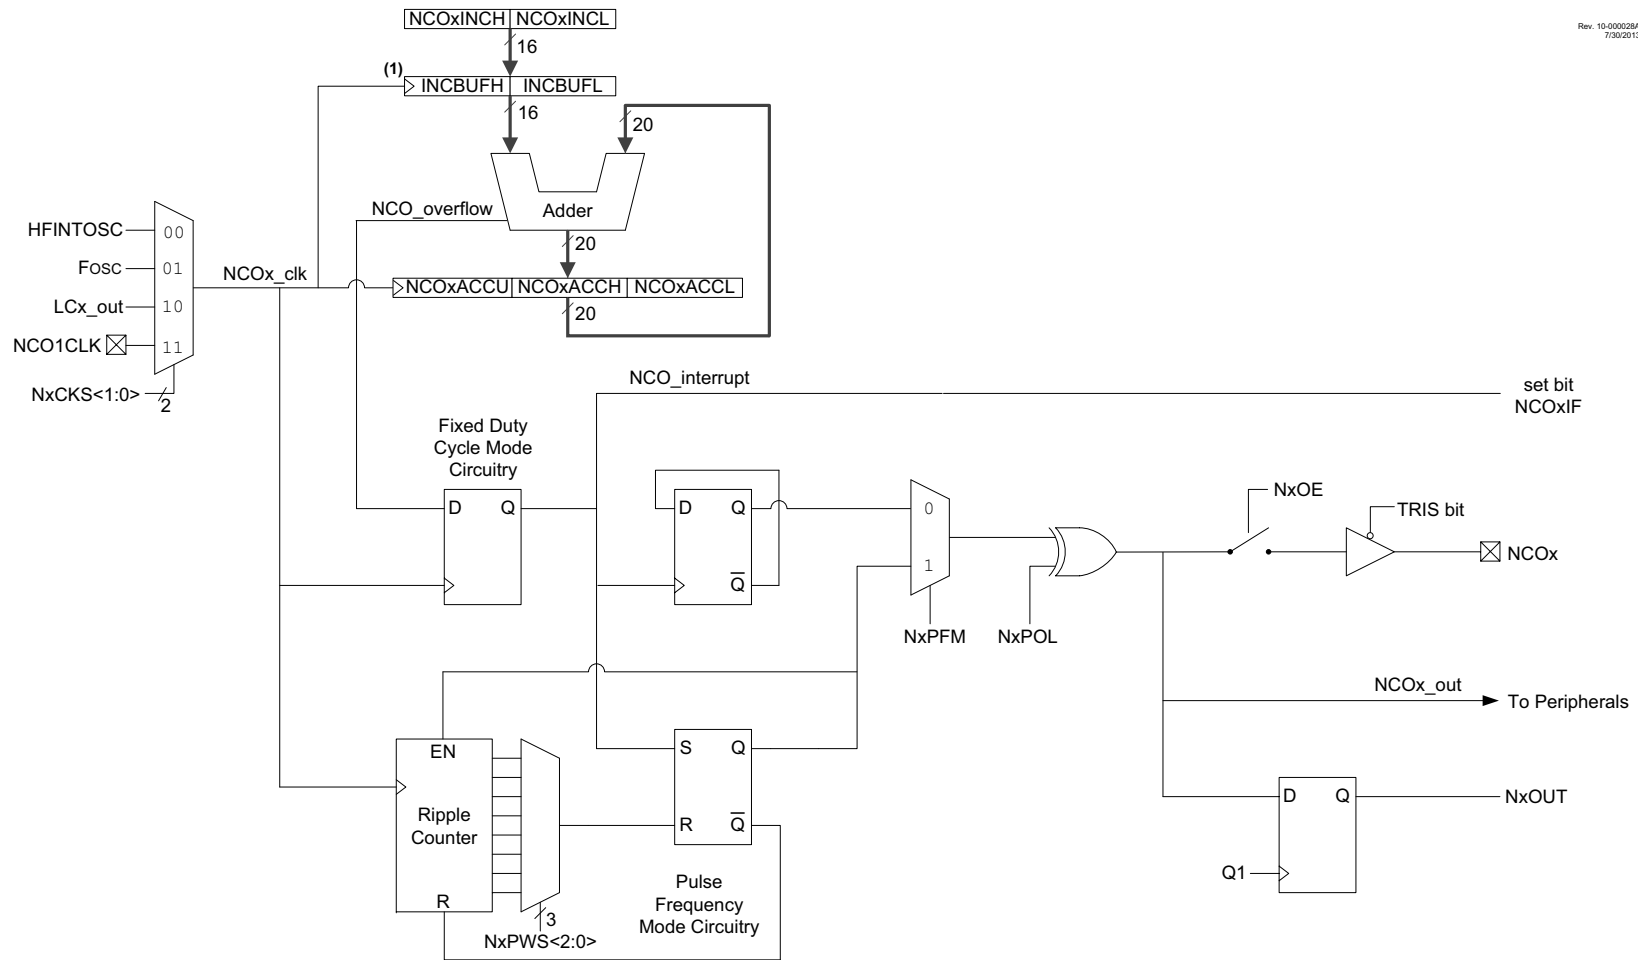 NCOxINCH NCOxINCL
Rev. 10-000028A
7/30/2013
16
(1)
INCBUFH INCBUFL
16
20
NCO_overflow
Adder
HFINTOSC
00
20
FOSC
01
NCOx_clk
NCOxACCU NCOxACCH NCOxACCL
LCx_out
10
20
NCO1CLK
11
NxCKS<1:0>
2
NCO_interrupt
set bit
NCOxIF
Fixed Duty
Cycle Mode
Circuitry
D Q
Q
D Q
Q
0
1
NxPFM
NxPOL
NxOE
TRIS bit
NCOx
NCOx_out
To Peripherals
EN
Ripple
Counter
R
3
NxPWS<2:0>
S Q
R Q
Pulse
Frequency
Mode Circuitry
D Q
NxOUT
Q1